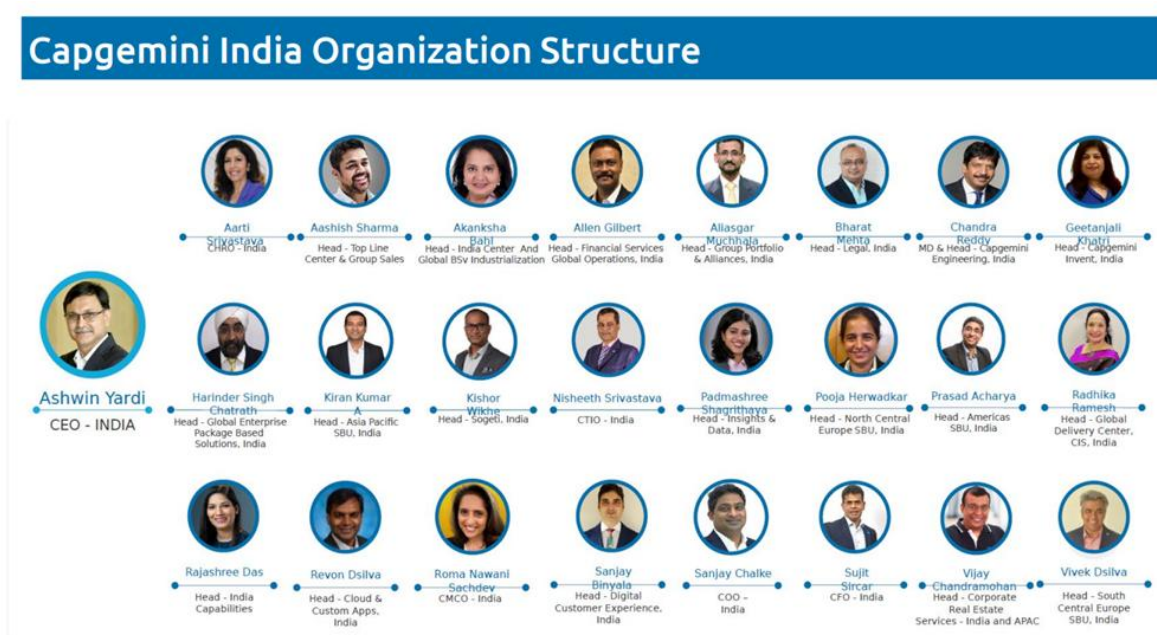 Capgemini India Organization Structure
Aarti
Srivastava
CHRO - India
Aashish Sharma
Head - Top Line
Center & Group Sales
Akanksha
Bahl
Head - India Center And
Global BSv Industrialization
Allen Gilbert
Head - Financial Services
Global Operations, India
Aliasgar
Muchhala
Head - Group Portfolio
& Alliances, India
Bharat
Mehta
Head - Legal, India
Chandra
Reddy
MD & Head - Capgemini
Engineering, India
Geetanjali
Khatri
Head - Capgemini
Invent, India
Ashwin Yardi
CEO - INDIA
Harinder Singh
Chatrath
Head - Global Enterprise
Package Based
Solutions, India
Kiran Kumar
A
Head - Asia Pacific
SBU, India
Kishor
Wikhe
Head - Sogeti, India
Nisheeth Srivastava
CTIO - India
Padmashree
Shagrithaya
Head - Insights &
Data, India
Pooja Herwadkar
Head - North Central
Europe SBU, India
Prasad Acharya
Head - Americas
SBU, India
Radhika
Ramesh
Head - Global
Delivery Center,
CIS, India
Rajashree Das
Head - India
Capabilities
Revon Dsilva
Head - Cloud &
Custom Apps,
India
Roma Nawani
Sachdev
CMCO - India
Sanjay
Binyala
Head - Digital
Customer Experience,
India
Sanjay Chalke
COO –
India
Sujit
Sircar
CFO - India
Vijay
Chandramohan
Head - Corporate
Real Estate
Services - India and APAC
Vivek Dsilva
Head - South
Central Europe
SBU, India